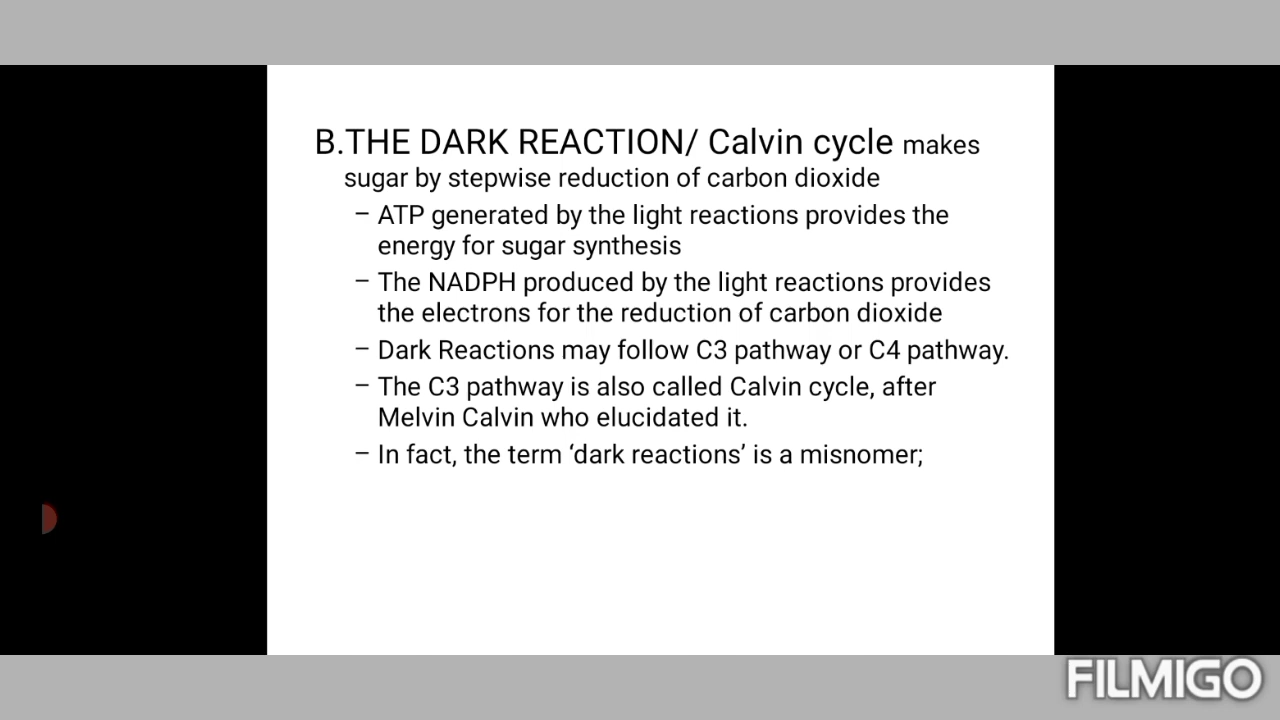 B.THE DARK REACTION/ Calvin cycle makes
sugar by stepwise reduction of carbon dioxide
– ATP generated by the light reactions provides the
energy for sugar synthesis
– The NADPH produced by the light reactions provides
the electrons for the reduction of carbon dioxide
– Dark Reactions may follow C3 pathway or C4 pathway.
– The C3 pathway is also called Calvin cycle, after
Melvin Calvin who elucidated it.
– In fact, the term ‘dark reactions’ is a misnomer;
FILMIGO